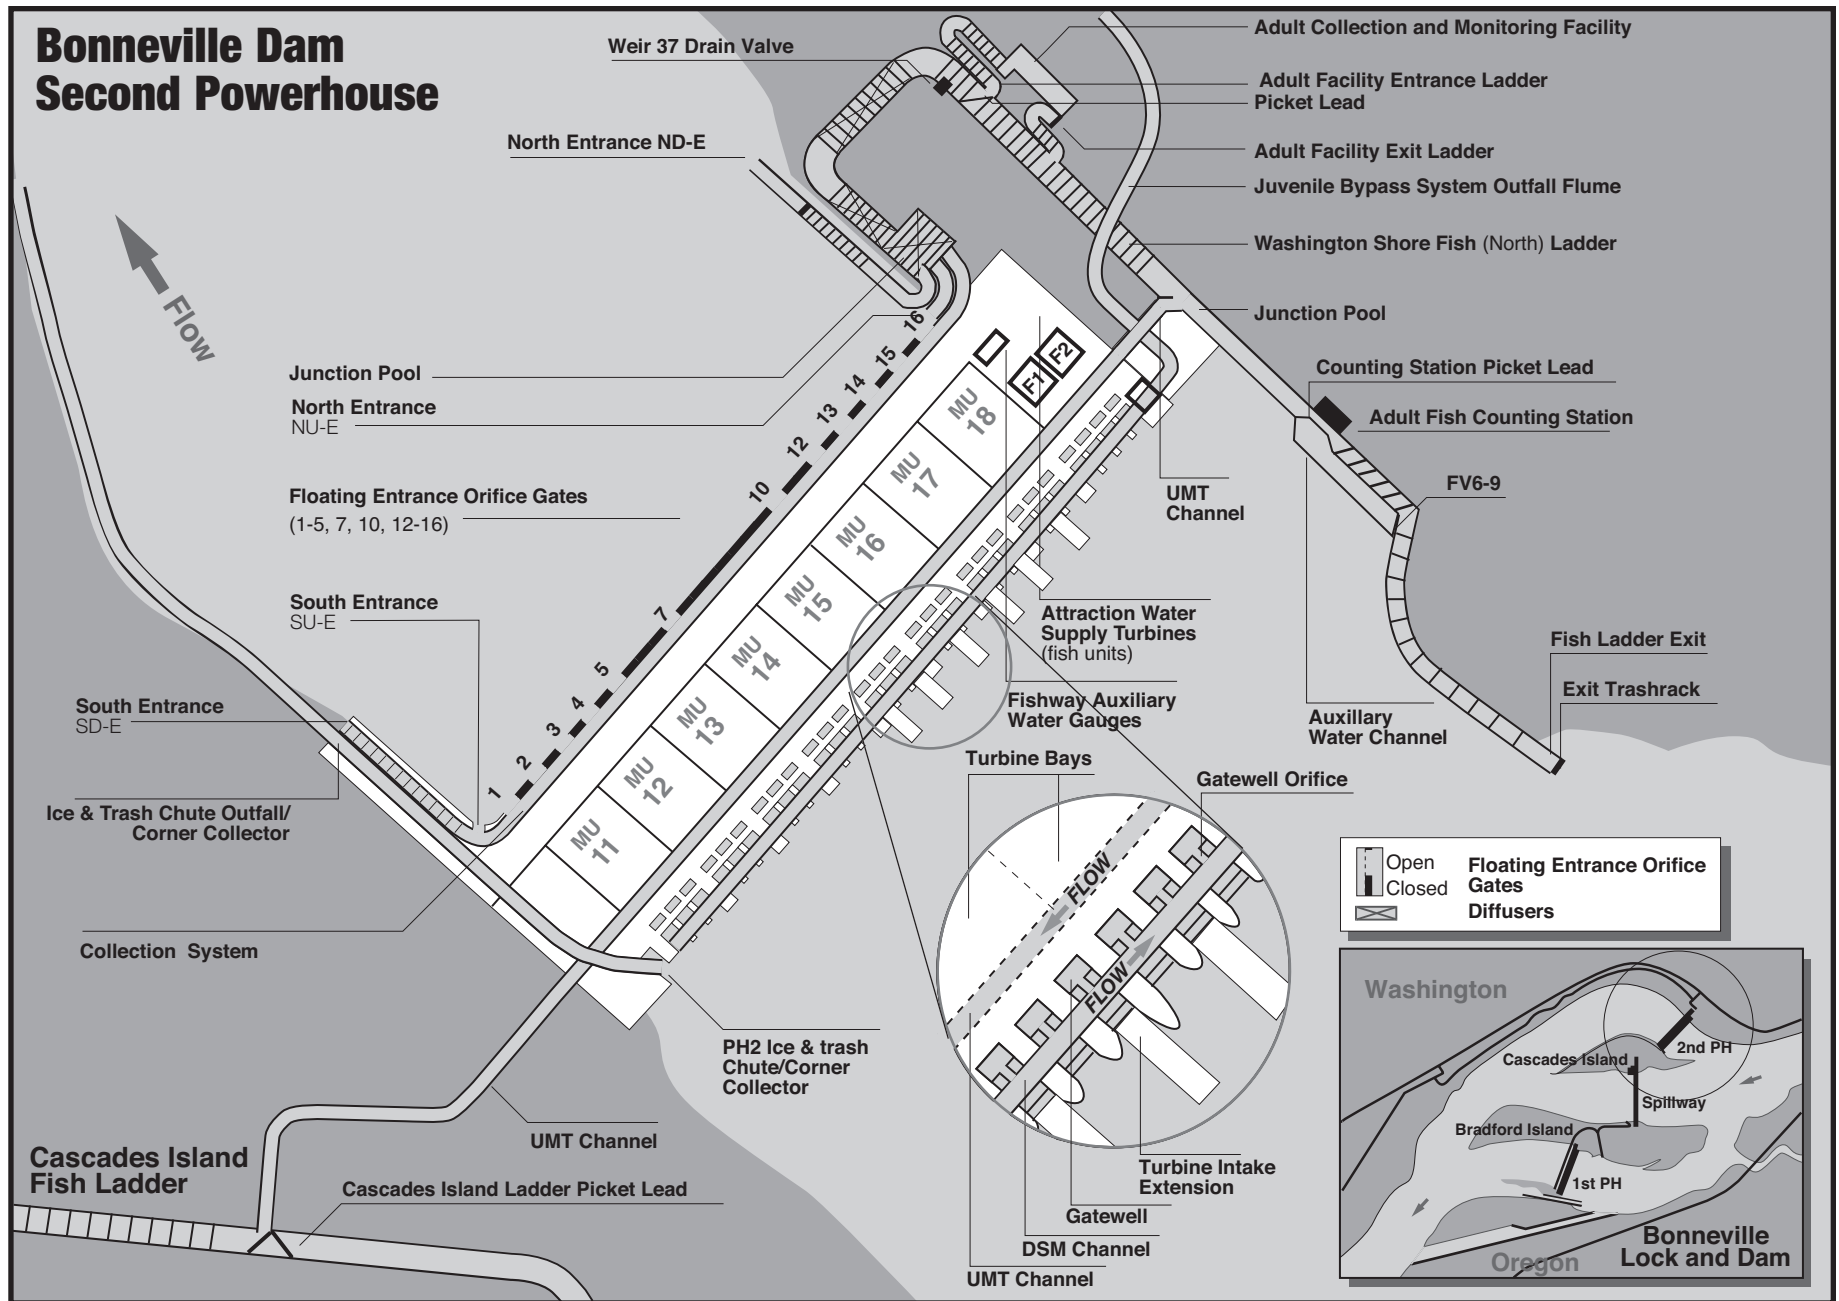 Bonneville Dam
Second Powerhouse
Weir 37 Drain Valve
North Entrance ND-E
Adult Collection and Monitoring Facility
Adult Facility Entrance Ladder
Picket Lead
Adult Facility Exit Ladder
Juvenile Bypass System Outfall Flume
Washington Shore Fish (North) Ladder
Junction Pool
Counting Station Picket Lead
Adult Fish Counting Station
FV6-9
Fish Ladder Exit
Exit Trashrack
Auxillary
Water Channel
UMT
Channel
Flow
Junction Pool
North Entrance
NU-E
Floating Entrance Orifice Gates
(1-5, 7, 10, 12-16)
South Entrance
SU-E
South Entrance
SD-E
Ice & Trash Chute Outfall/
Corner Collector
Collection System
16
15
14
13
12
10
7
5
4
3
2
1
F2
F1
MU
18
MU
17
MU
16
MU
15
MU
14
MU
13
MU
12
MU
11
Attraction Water
Supply Turbines
(fish units)
Fishway Auxiliary
Water Gauges
Turbine Bays
Gatewell Orifice
FLOW
FLOW
Turbine Intake
Extension
Gatewell
DSM Channel
UMT Channel
PH2 Ice & trash
Chute/Corner
Collector
UMT Channel
Cascades Island
Fish Ladder
Cascades Island Ladder Picket Lead
Open
Closed
Floating Entrance Orifice
Gates
Diffusers
Washington
2nd PH
Cascades Island
Spillway
Bradford Island
1st PH
Bonneville
Lock and Dam
Oregon